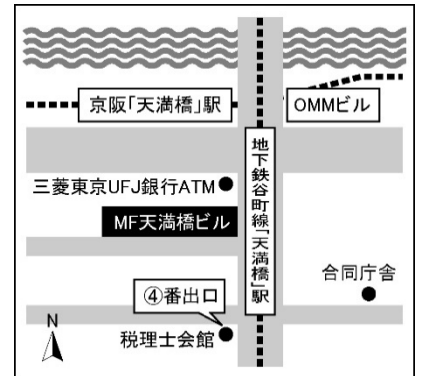 京阪「天満橋」駅
OMMビル
地下鉄谷町線「天満橋」駅
三菱東京UFJ銀行ATM
MF天満橋ビル
合同庁舎
④番出口
N
税理士会館